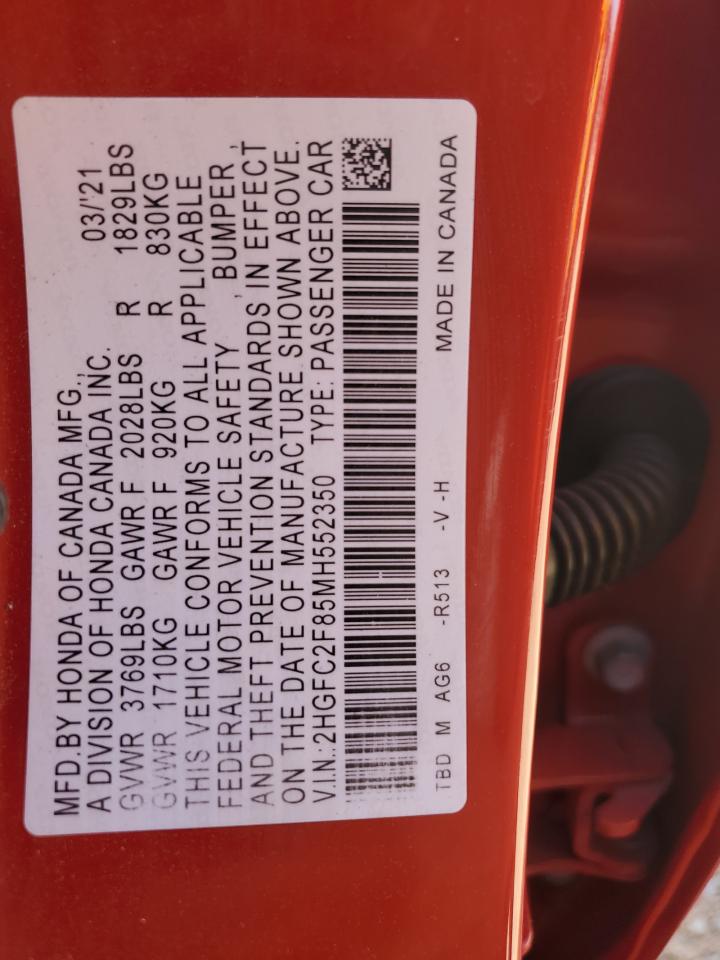 MFD.BY HONDA OF CANADA MFG.,
A DIVISION OF HONDA CANADA INC. 03/'21
GVWR 3769LBS GAWR F 2028LBS R 1829LBS
GVWR 1710KG GAWR F 920KG R 830KG
THIS VEHICLE CONFORMS TO ALL APPLICABLE
FEDERAL MOTOR VEHICLE SAFETY , BUMPER ,
AND THEFT PREVENTION STANDARDS, IN EFFECT
ON THE DATE OF MANUFACTURE SHOWN ABOVE.
V.I.N.:2HGFC2F85MH552350 TYPE: PASSENGER CAR
TBD M AG6 -R513 -V -H MADE IN CANADA